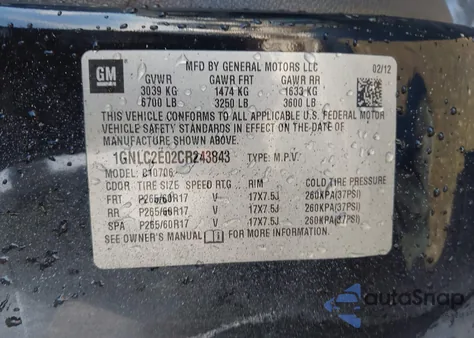 GM
MFD BY GENERAL MOTORS LLC
02/12
GVWR GAWR FRT GAWR RR
3039 KG 1474 KG 1633 KG
6700 LB 3250 LB 3600 LB
THIS VEHICLE CONFORMS TO ALL APPLICABLE U.S. FEDERAL MOTOR
VEHICLE SAFETY STANDARDS IN EFFECT ON THE DATE OF
MANUFACTURE SHOWN ABOVE.
1GNLC2E02CR243843 TYPE: M.P.V.
MODEL: C10706
CDOR TIRE SIZE SPEED RTG RIM COLD TIRE PRESSURE
FRT P265/60R17 V 17X7.5J 260KPA(37PSI)
RR P265/60R17 V 17X7.5J 260KPA(37PSI)
SPA P265/60R17 V 17X7.5J 260KPA(37PSI)
SEE OWNER'S MANUAL FOR MORE INFORMATION.
autoSnap